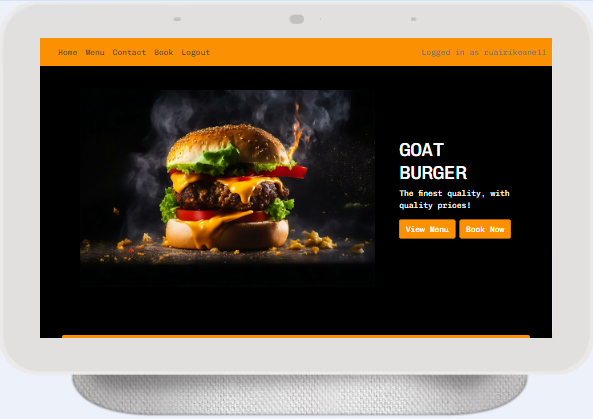 Home Menu Contact Book Logout
Logged in as
GOAT
BURGER
The finest quality, with
quality prices!
View Menu Book Now